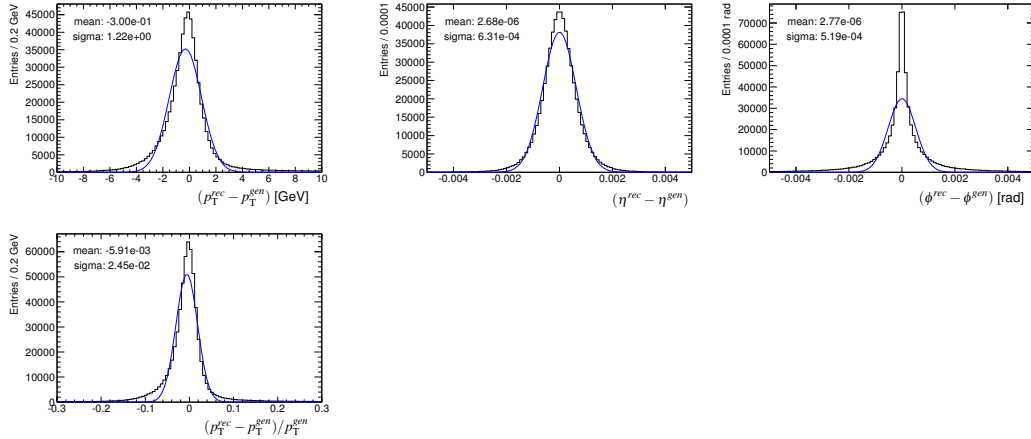 Entries / 0.2 GeV
mean: -3.00e-01
sigma: 1.22e+00
45000
40000
35000
30000
25000
20000
15000
10000
5000
0
-10 -8 -6 -4 -2 0 2 4 6 8 10
(p_T^rec − p_T^gen) [GeV]
Entries / 0.0001
mean: 2.68e-06
sigma: 6.31e-04
45000
40000
35000
30000
25000
20000
15000
10000
5000
0
-0.004 -0.002 0 0.002 0.004
(η^rec − η^gen)
Entries / 0.0001 rad
mean: 2.77e-06
sigma: 5.19e-04
70000
60000
50000
40000
30000
20000
10000
0
-0.004 -0.002 0 0.002 0.004
(ϕ^rec − ϕ^gen) [rad]
Entries / 0.2 GeV
mean: -5.91e-03
sigma: 2.45e-02
60000
50000
40000
30000
20000
10000
0
-0.3 -0.2 -0.1 0 0.1 0.2 0.3
(p_T^rec − p_T^gen)/p_T^gen